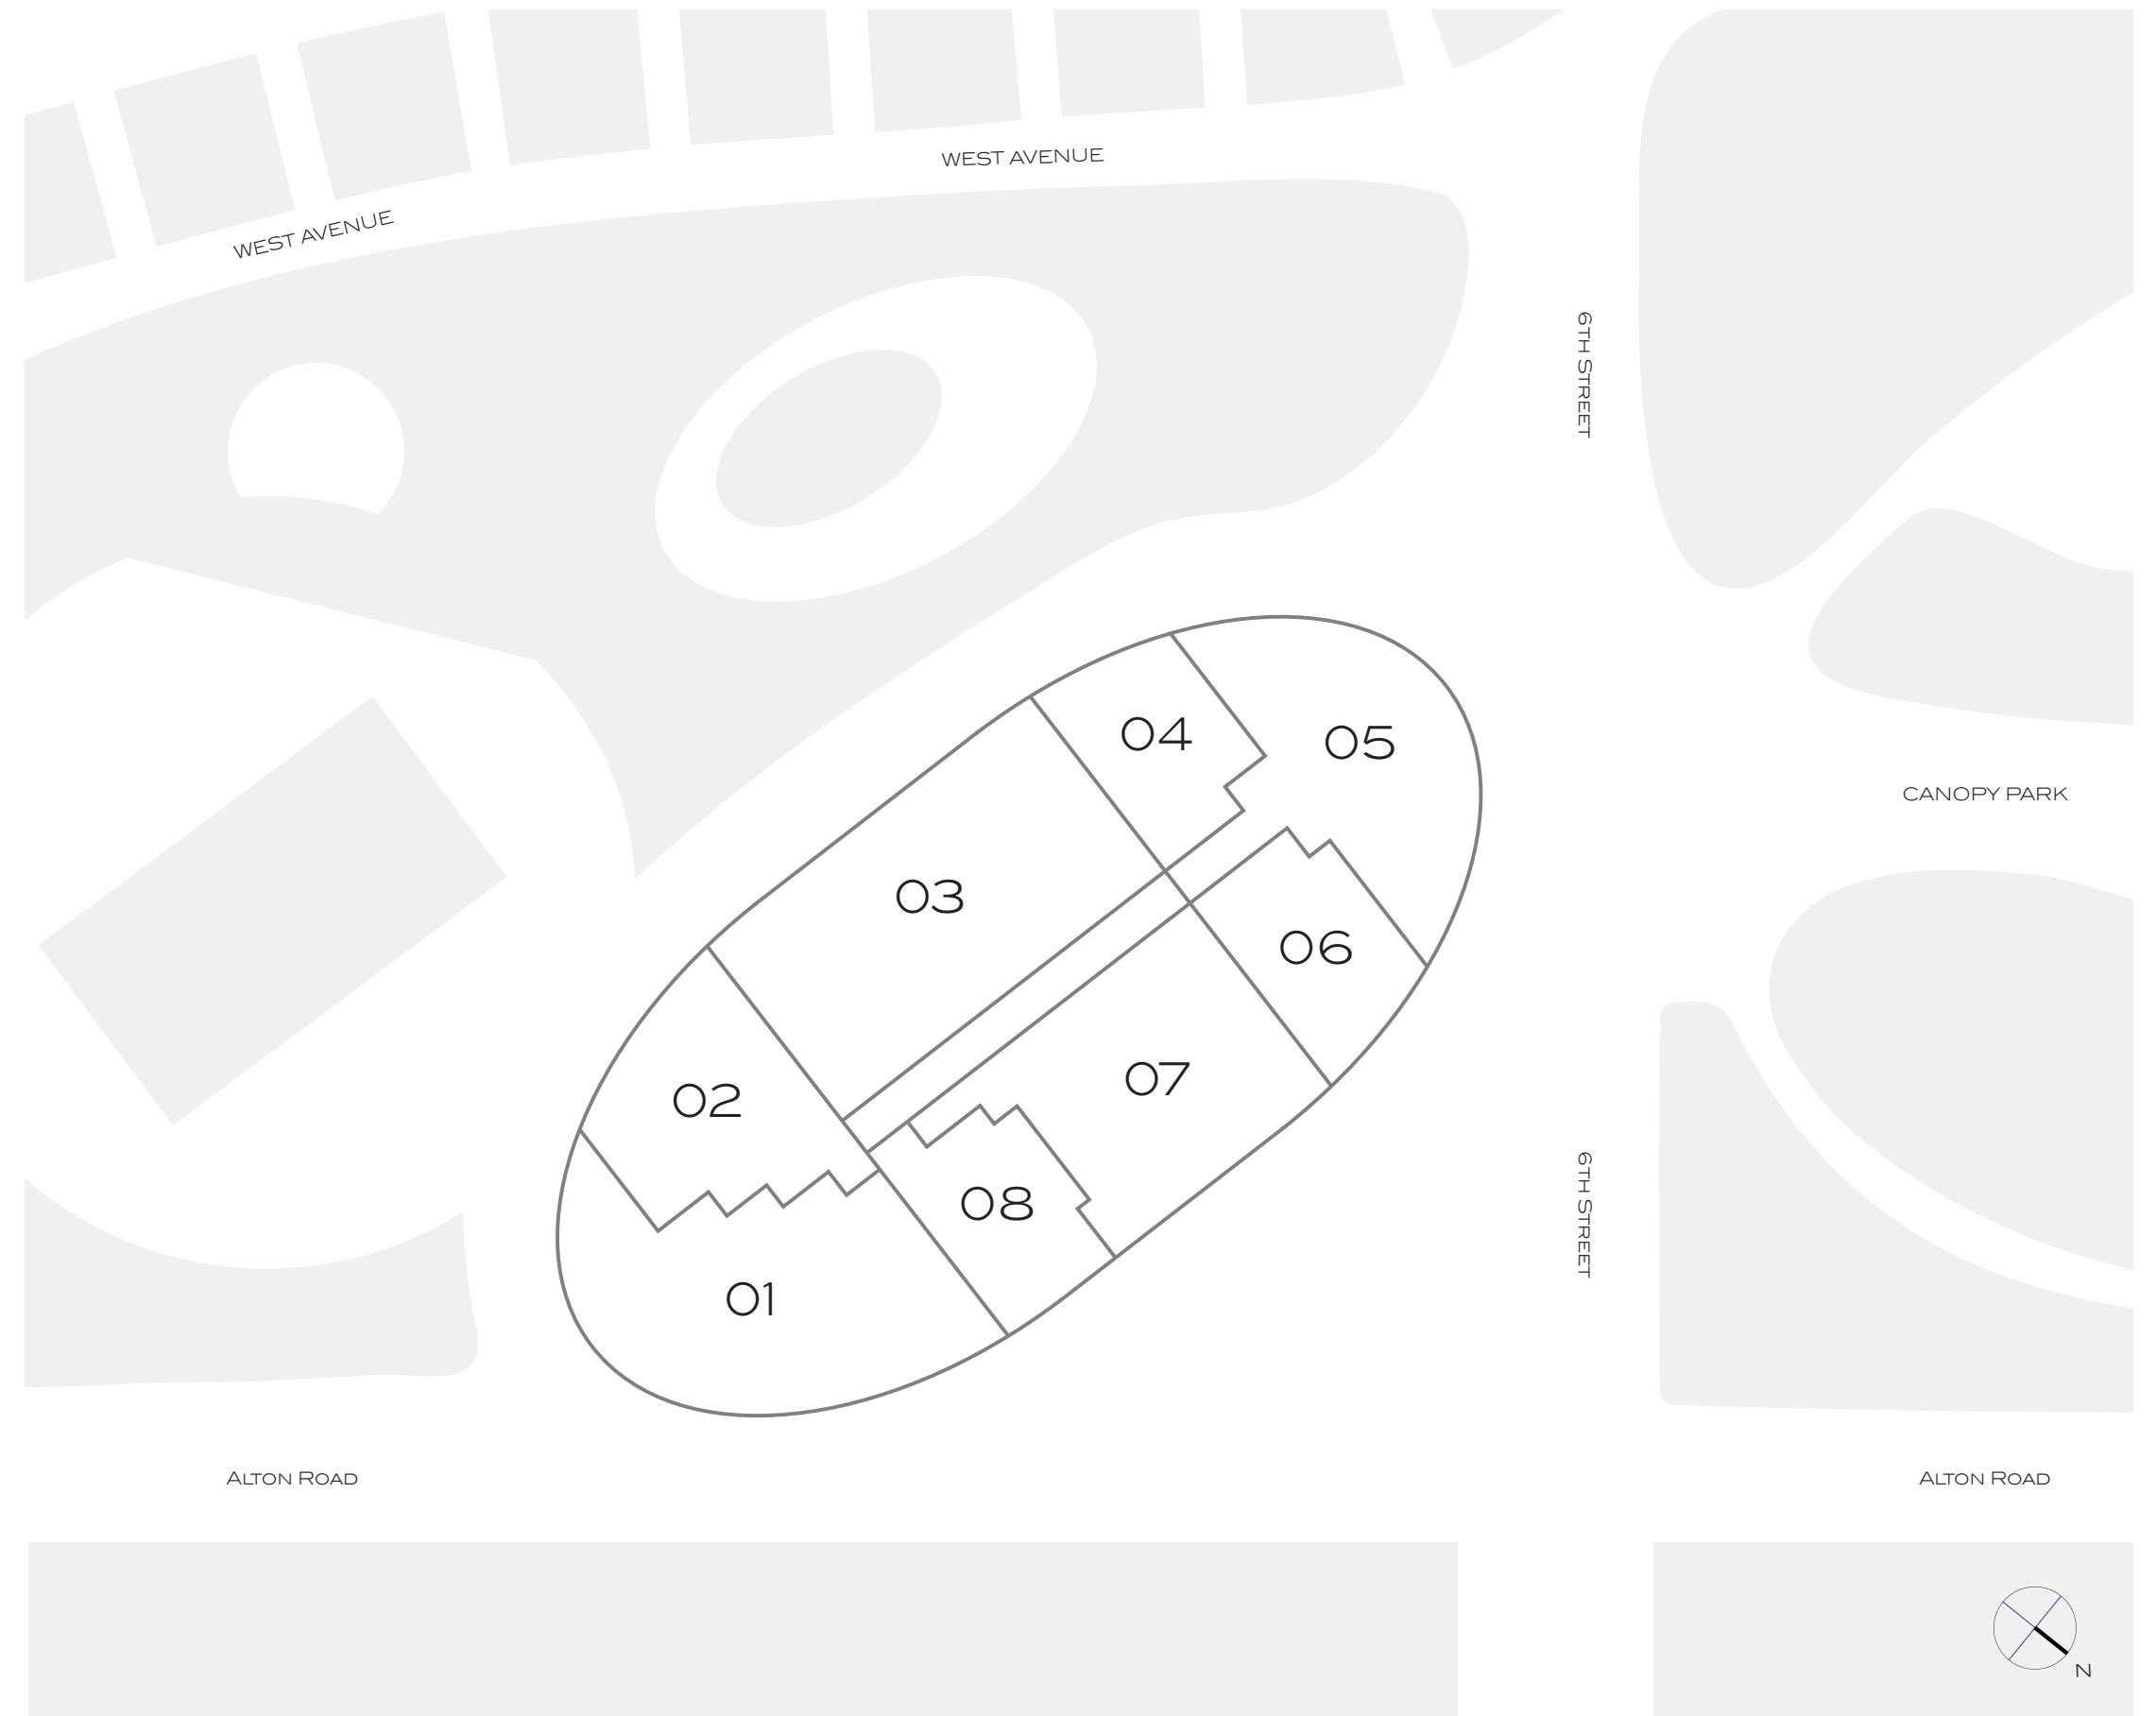 WEST AVENUE
WEST AVENUE
6TH STREET
04
05
CANOPY PARK
03
06
07
02
08
6TH STREET
01
ALTON ROAD
ALTON ROAD
N